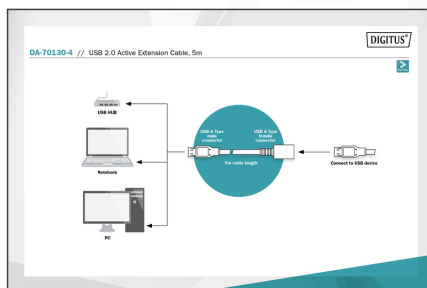 DIGITUS®
DA-70130-4 // USB 2.0 Active Extension Cable, 5m
USB HUB
USB A Type
male
connector
USB A Type
female
connector
Notebook
5m cable length
Connect to USB device
PC